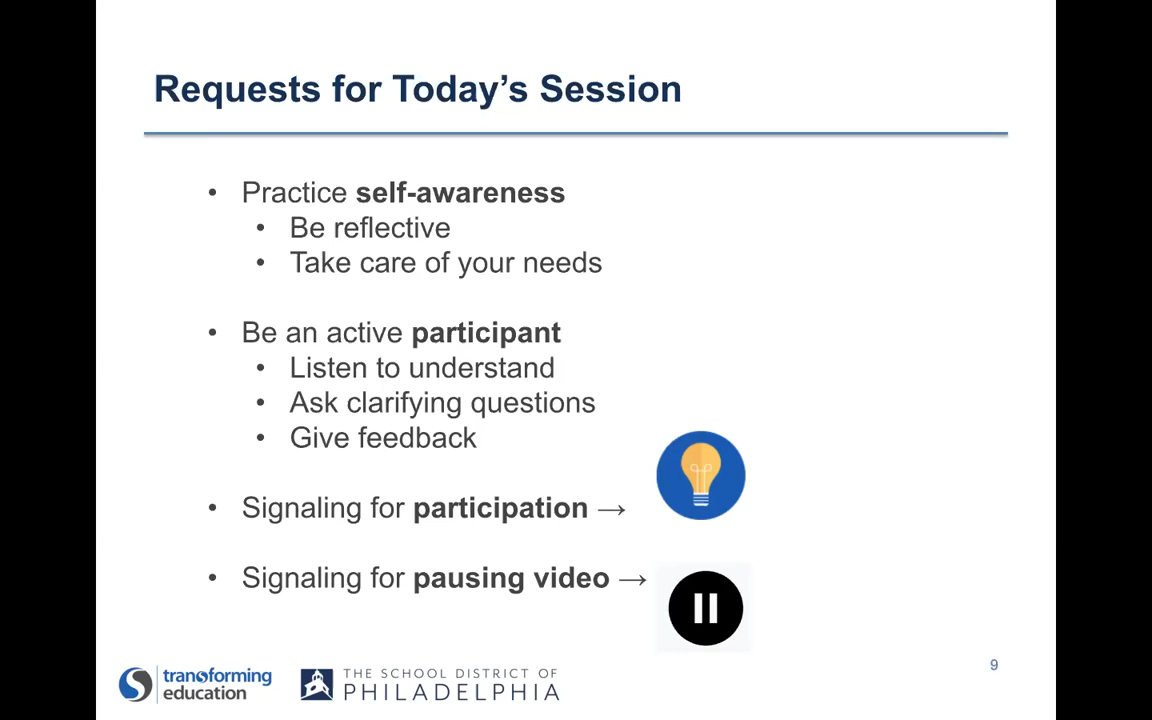 Requests for Today’s Session
• Practice self-awareness
• Be reflective
• Take care of your needs
• Be an active participant
• Listen to understand
• Ask clarifying questions
• Give feedback
• Signaling for participation →
• Signaling for pausing video →
transforming
education
THE SCHOOL DISTRICT OF
PHILADELPHIA
9